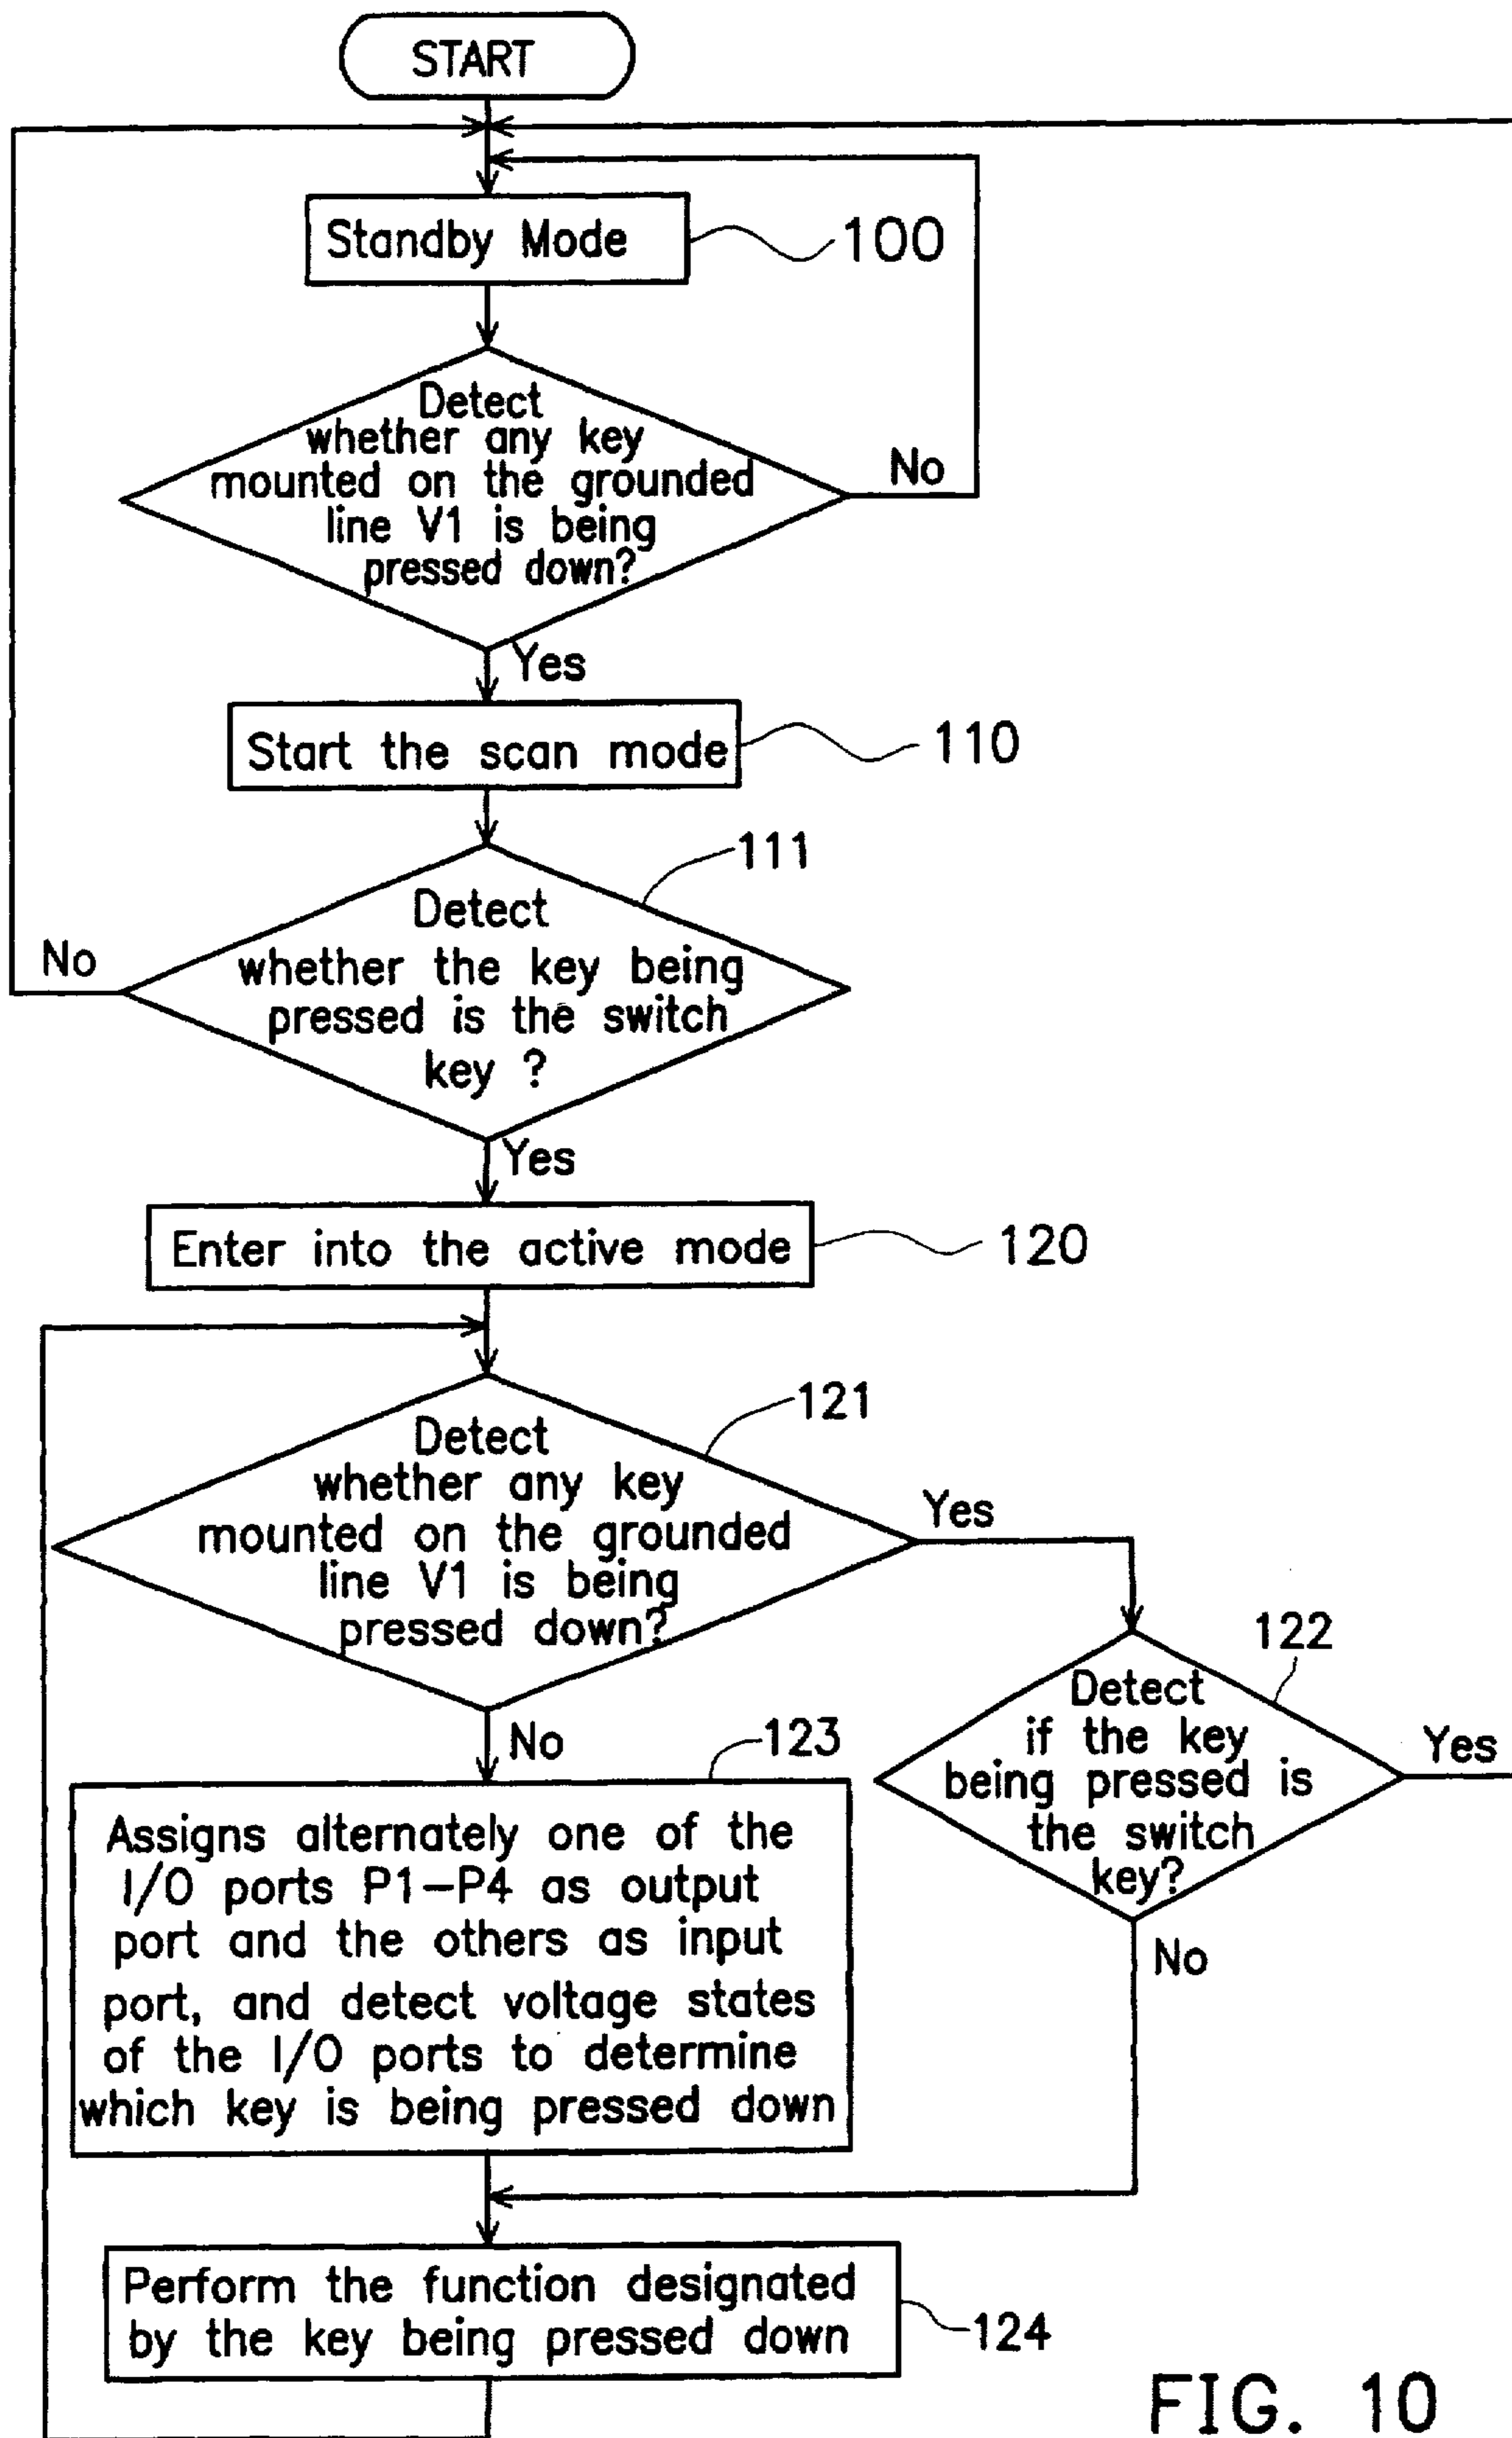 START
Standby Mode
100
Detect
whether any key
mounted on the grounded
line V1 is being
pressed down?
No
Yes
Start the scan mode
110
111
Detect
whether the key being
pressed is the switch
key ?
No
Yes
Enter into the active mode
120
121
Detect
whether any key
mounted on the grounded
line V1 is being
pressed down?
Yes
122
Detect
if the key
being pressed is
the switch
key?
Yes
No
No
123
Assigns alternately one of the
I/O ports P1-P4 as output
port and the others as input
port, and detect voltage states
of the I/O ports to determine
which key is being pressed down
Perform the function designated
by the key being pressed down
124
FIG. 10